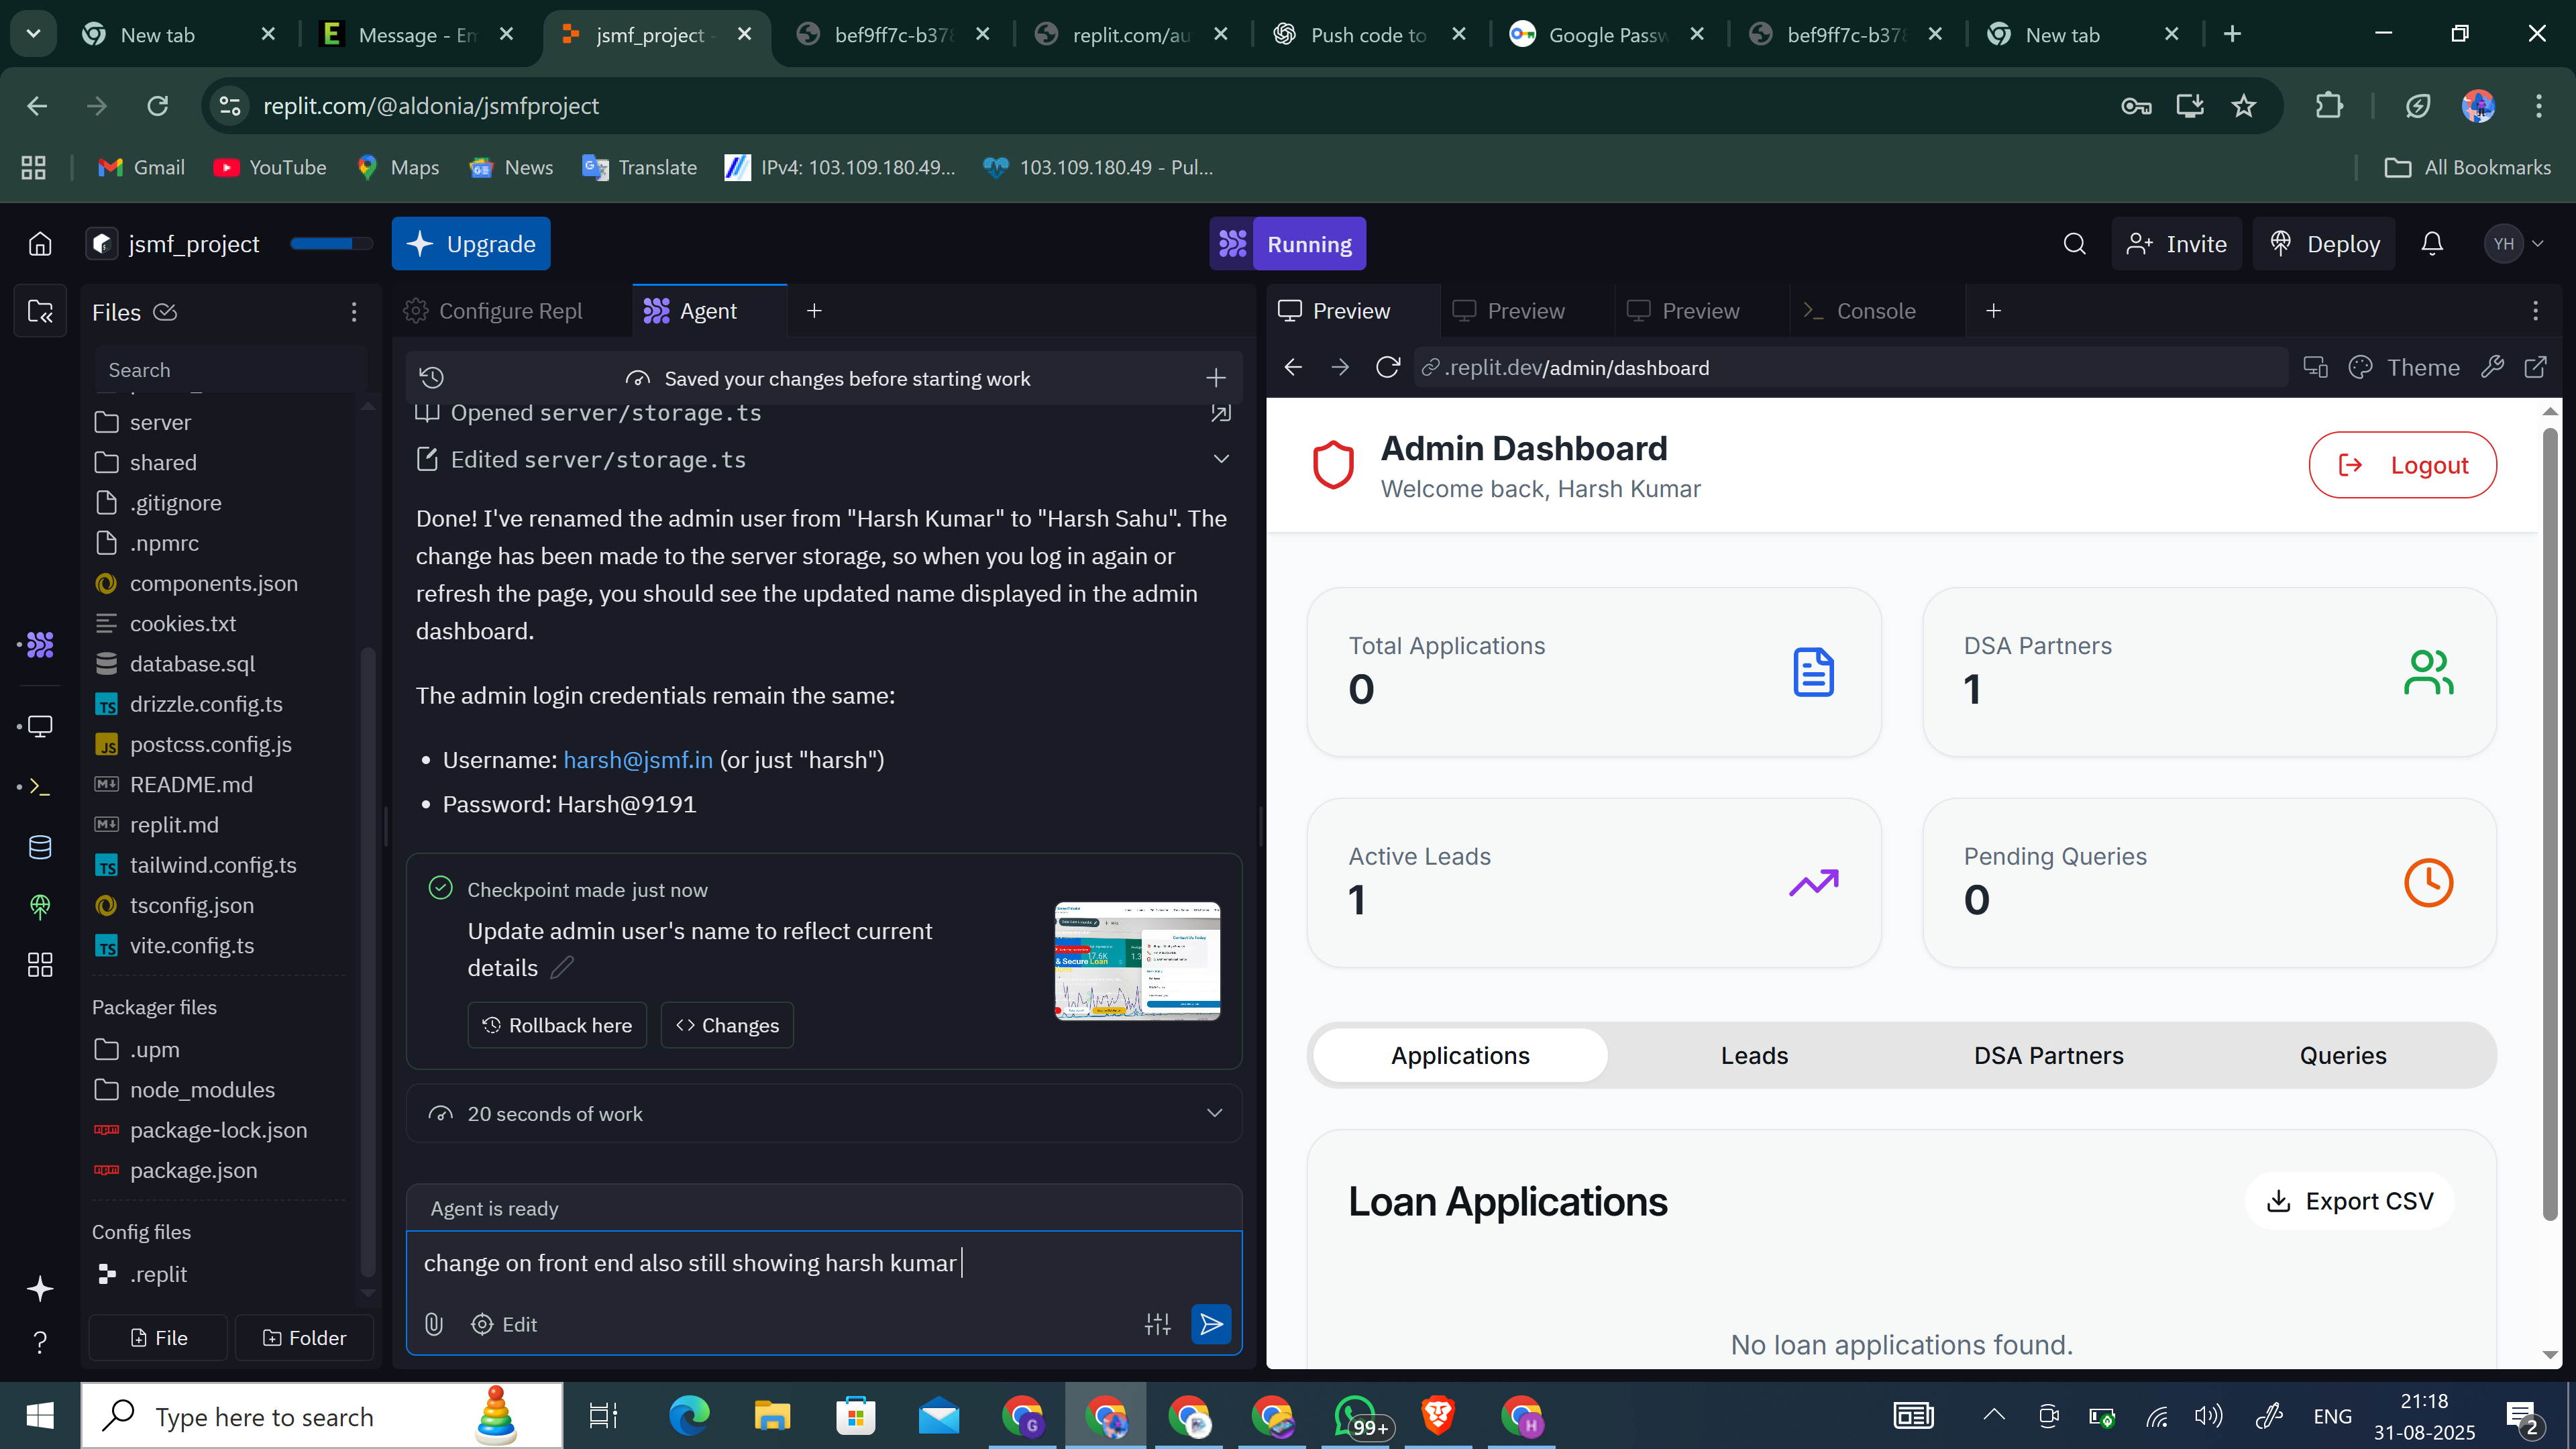 New tab
Message - Em
jsmf_project -
bef9ff7c-b378
replit.com/au
Push code to
Google Passw
bef9ff7c-b378
New tab
replit.com/@aldonia/jsmfproject
Gmail
YouTube
Maps
News
Translate
IPv4: 103.109.180.49...
103.109.180.49 - Pul...
All Bookmarks
jsmf_project
Upgrade
Running
Invite
Deploy
YH
Files
Search
server
shared
.gitignore
.npmrc
components.json
cookies.txt
database.sql
drizzle.config.ts
postcss.config.js
README.md
replit.md
tailwind.config.ts
tsconfig.json
vite.config.ts
Packager files
.upm
node_modules
package-lock.json
package.json
Config files
.replit
File
Folder
Configure Repl
Agent
Saved your changes before starting work
Opened server/storage.ts
Edited server/storage.ts
Done! I've renamed the admin user from "Harsh Kumar" to "Harsh Sahu". The
change has been made to the server storage, so when you log in again or
refresh the page, you should see the updated name displayed in the admin
dashboard.
The admin login credentials remain the same:
• Username: harsh@jsmf.in (or just "harsh")
• Password: Harsh@9191
Checkpoint made just now
Update admin user's name to reflect current
details
Rollback here
Changes
20 seconds of work
Agent is ready
change on front end also still showing harsh kumar
Edit
Preview
Preview
Preview
Console
.replit.dev/admin/dashboard
Theme
Admin Dashboard
Welcome back, Harsh Kumar
Logout
Total Applications
0
DSA Partners
1
Active Leads
1
Pending Queries
0
Applications
Leads
DSA Partners
Queries
Loan Applications
Export CSV
No loan applications found.
Type here to search
99+
ENG
21:18
31-08-2025
2